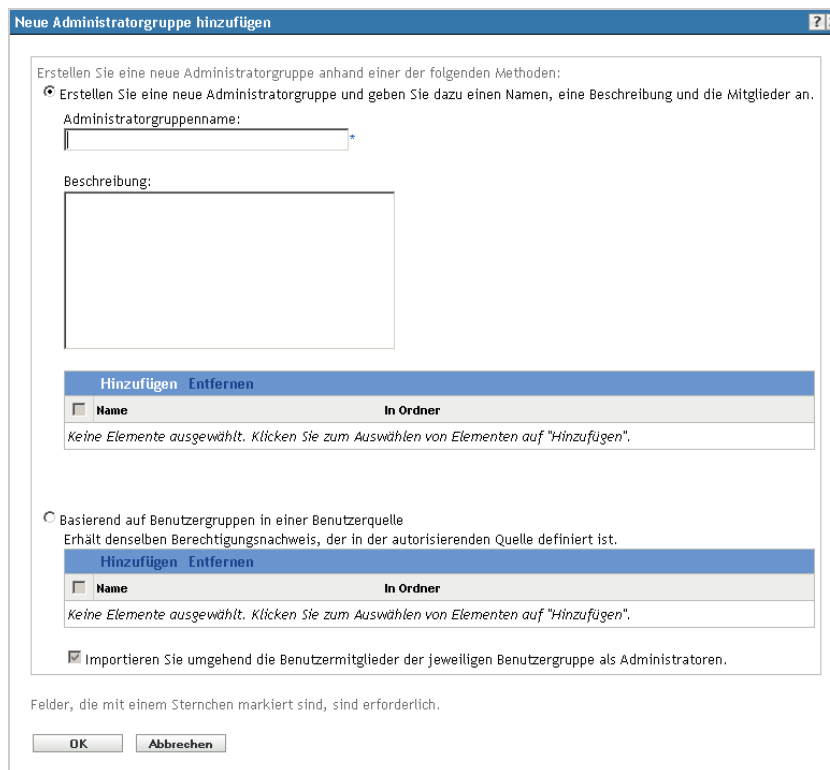 Neue Administratorgruppe hinzufügen
?
Erstellen Sie eine neue Administratorgruppe anhand einer der folgenden Methoden:
Erstellen Sie eine neue Administratorgruppe und geben Sie dazu einen Namen, eine Beschreibung und die Mitglieder an.
Administratorgruppenname:
*
Beschreibung:
Hinzufügen Entfernen
Name In Ordner
Keine Elemente ausgewählt. Klicken Sie zum Auswählen von Elementen auf "Hinzufügen".
Basierend auf Benutzergruppen in einer Benutzerquelle
Erhält denselben Berechtigungsnachweis, der in der autorisierenden Quelle definiert ist.
Hinzufügen Entfernen
Name In Ordner
Keine Elemente ausgewählt. Klicken Sie zum Auswählen von Elementen auf "Hinzufügen".
Importieren Sie umgehend die Benutzermitglieder der jeweiligen Benutzergruppe als Administratoren.
Felder, die mit einem Sternchen markiert sind, sind erforderlich.
OK Abbrechen